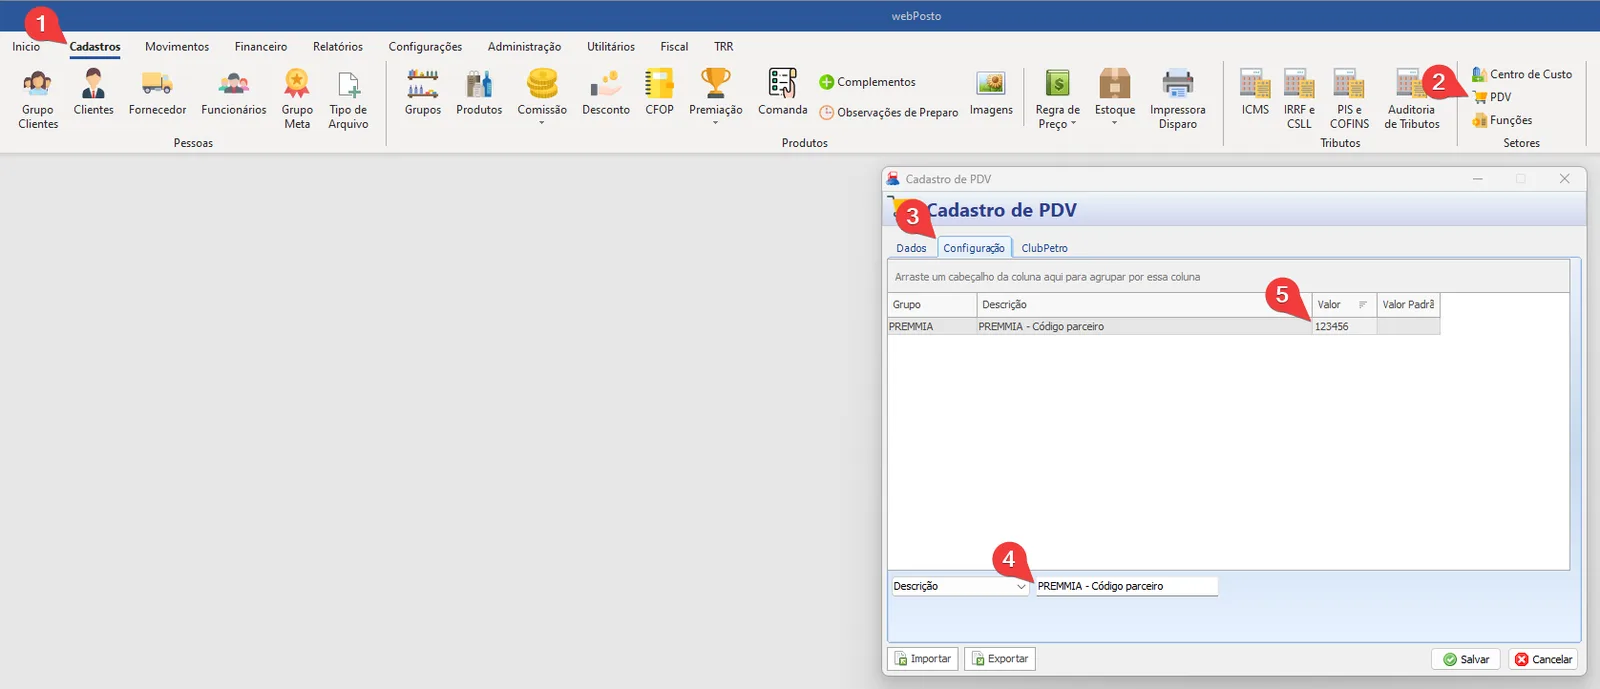 webPosto
1
Inicio Cadastros Movimentos Financeiro Relatórios Configurações Administração Utilitários Fiscal TRR
Grupo Clientes
Clientes
Fornecedor
Funcionários
Grupo Meta
Tipo de Arquivo
Pessoas
Grupos
Produtos
Comissão
Desconto
CFOP
Premiação
Comanda
Complementos
Observações de Preparo
Imagens
Produtos
Regra de Preço
Estoque
Impressora Disparo
ICMS
IRRF e CSLL
PIS e COFINS
Auditoria de Tributos
Tributos
2
Centro de Custo
PDV
Funções
Setores
Cadastro de PDV
3
Cadastro de PDV
Dados Configuração ClubPetro
Arraste um cabeçalho da coluna aqui para agrupar por essa coluna
5
Grupo Descrição Valor Valor Padrã
PREMMIA PREMMIA - Código parceiro 123456
4
Descrição PREMMIA - Código parceiro
Importar Exportar Salvar Cancelar